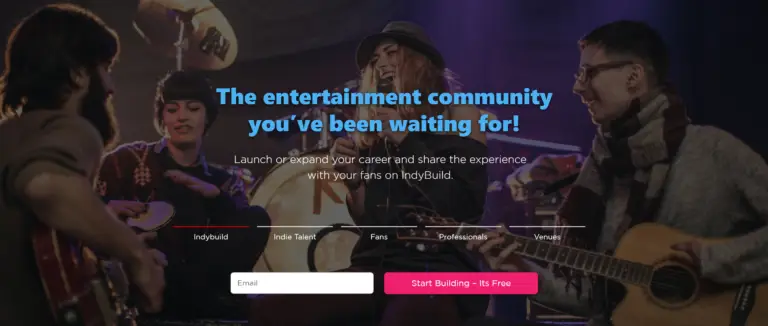 The entertainment community
you've been waiting for!
Launch or expand your career and share the experience
with your fans on IndyBuild.
Indybuild Indie Talent Fans Professionals Venues
Email Start Building – Its Free